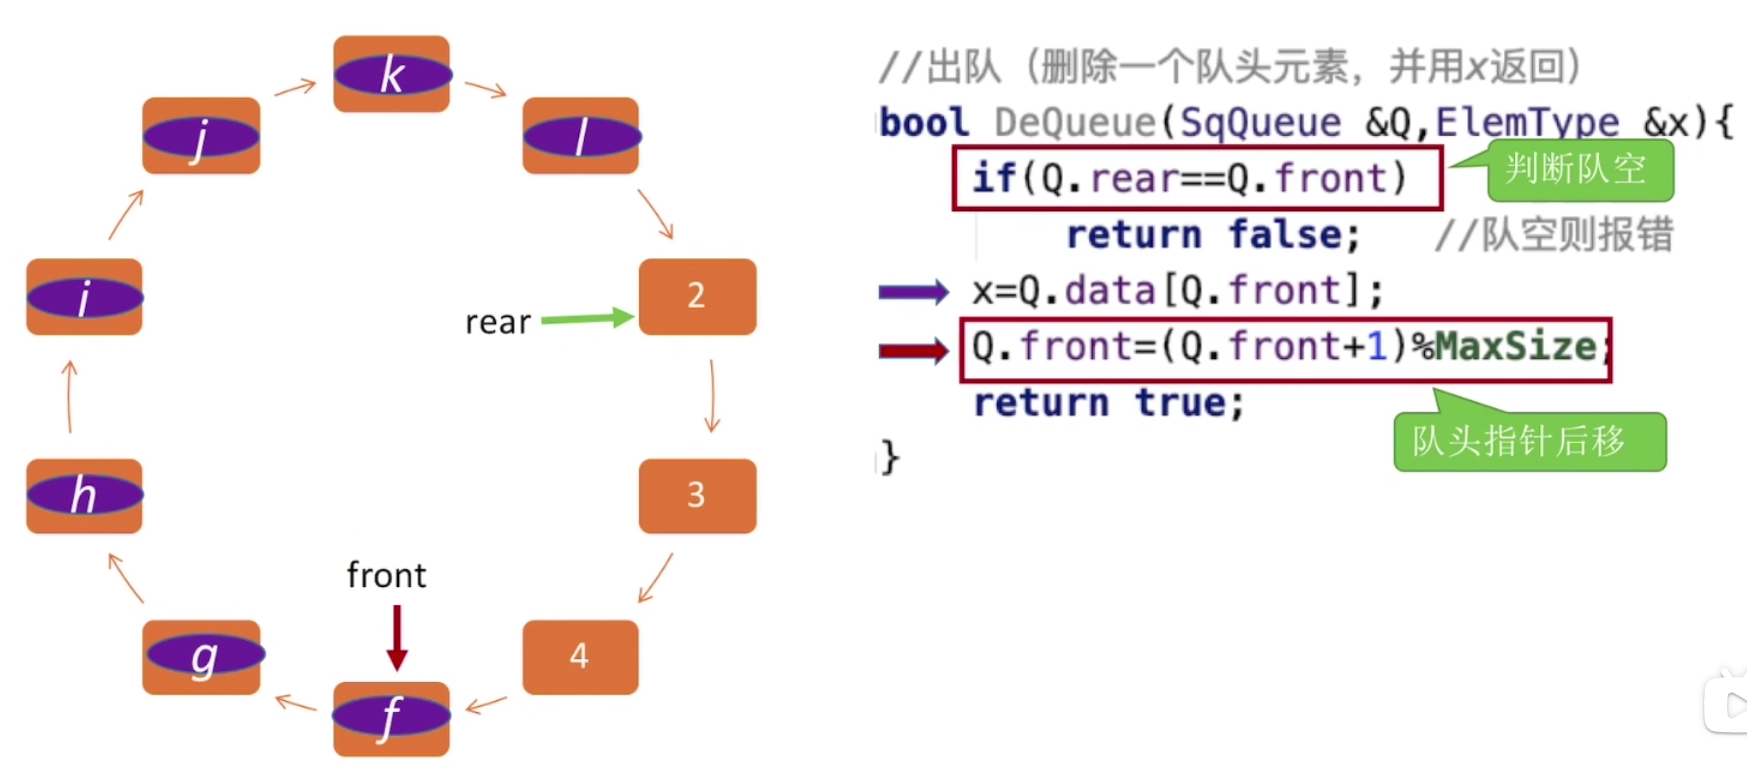 k
j
l
i
2
rear
h
3
front
g
4
f
//出队（删除一个队头元素，并用x返回）
bool DeQueue(SqQueue &Q,ElemType &x){
if(Q.rear==Q.front)
判断队空
return false; //队空则报错
x=Q.data[Q.front];
Q.front=(Q.front+1)%MaxSize;
队头指针后移
return true;
}